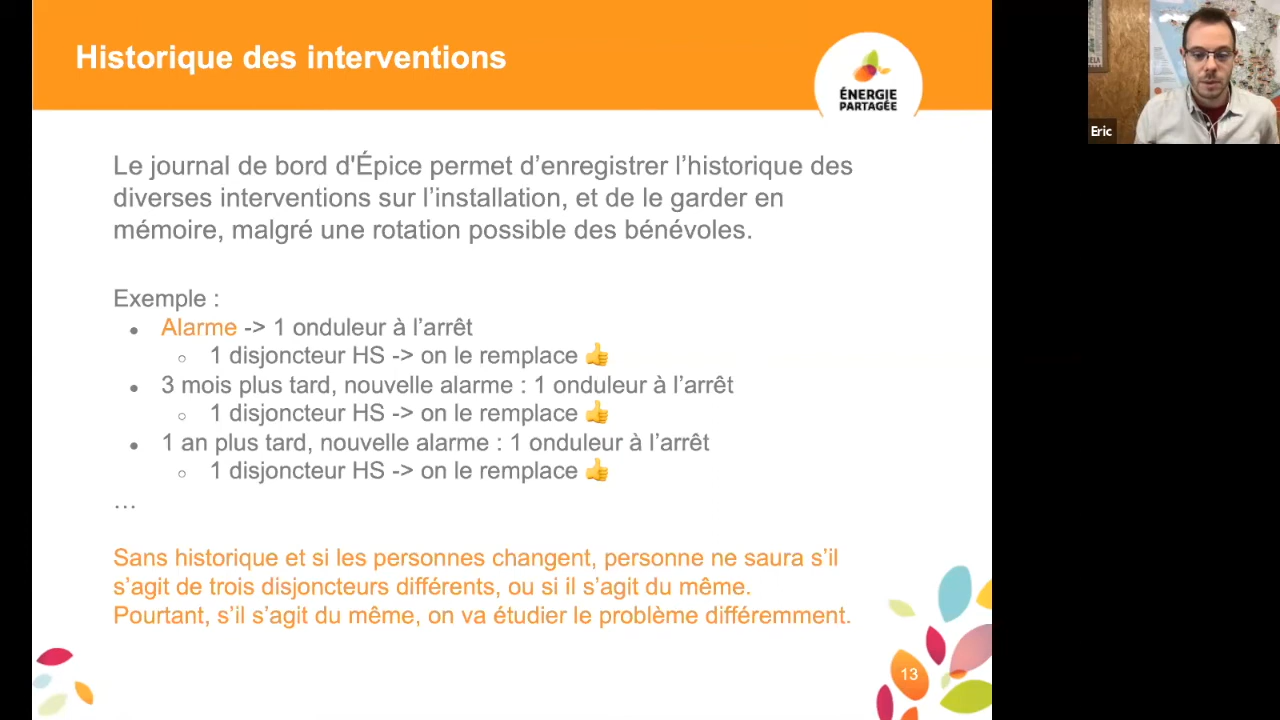 Historique des interventions
ÉNERGIE
PARTAGÉE
Eric
Le journal de bord d'Épice permet d’enregistrer l’historique des
diverses interventions sur l’installation, et de le garder en
mémoire, malgré une rotation possible des bénévoles.
Exemple :
● Alarme -> 1 onduleur à l’arrêt
○ 1 disjoncteur HS -> on le remplace 👍
● 3 mois plus tard, nouvelle alarme : 1 onduleur à l’arrêt
○ 1 disjoncteur HS -> on le remplace 👍
● 1 an plus tard, nouvelle alarme : 1 onduleur à l’arrêt
○ 1 disjoncteur HS -> on le remplace 👍
…
Sans historique et si les personnes changent, personne ne saura s’il
s’agit de trois disjoncteurs différents, ou si il s’agit du même.
Pourtant, s’il s’agit du même, on va étudier le problème différemment.
13